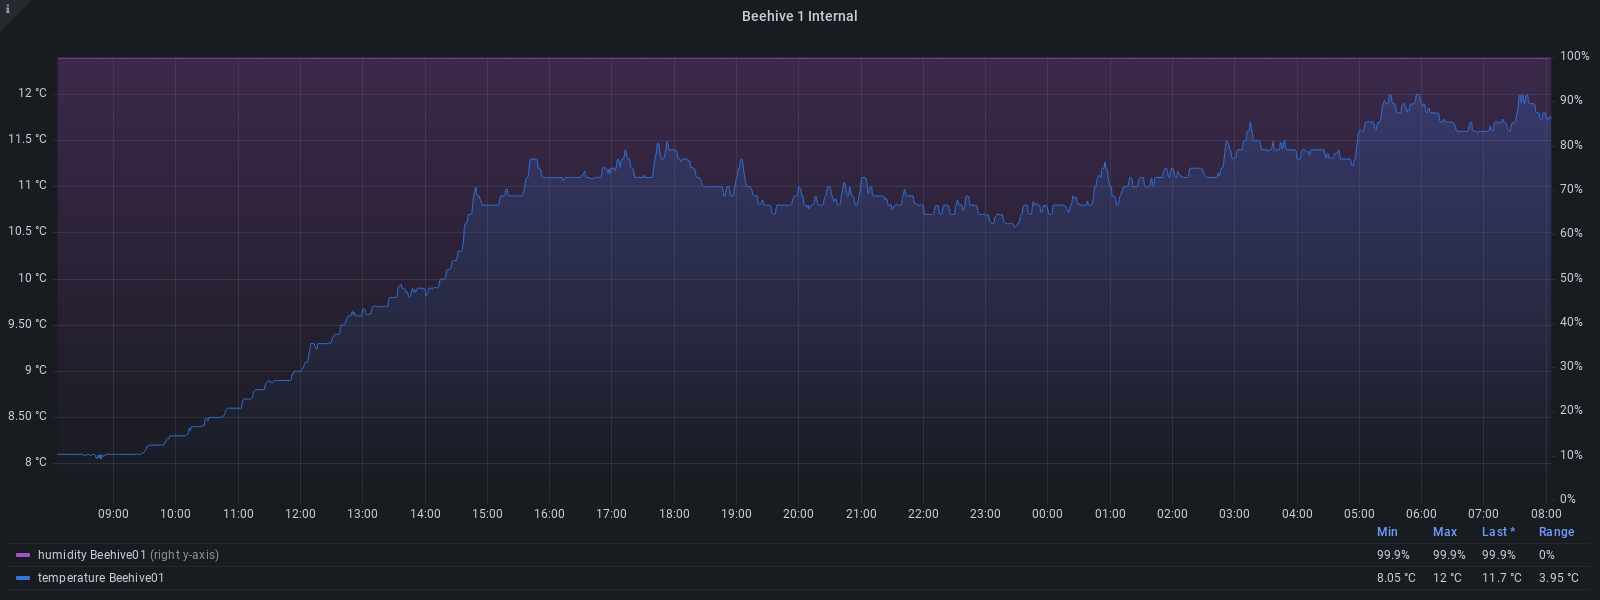 i
Beehive 1 Internal
100%
12 °C
90%
11.5 °C
80%
11 °C
70%
10.5 °C
60%
10 °C
50%
9.50 °C
40%
9 °C
30%
8.50 °C
20%
8 °C
10%
0%
09:00 10:00 11:00 12:00 13:00 14:00 15:00 16:00 17:00 18:00 19:00 20:00 21:00 22:00 23:00 00:00 01:00 02:00 03:00 04:00 05:00 06:00 07:00 08:00
Min Max Last * Range
humidity Beehive01 (right y-axis) 99.9% 99.9% 99.9% 0%
temperature Beehive01 8.05 °C 12 °C 11.7 °C 3.95 °C